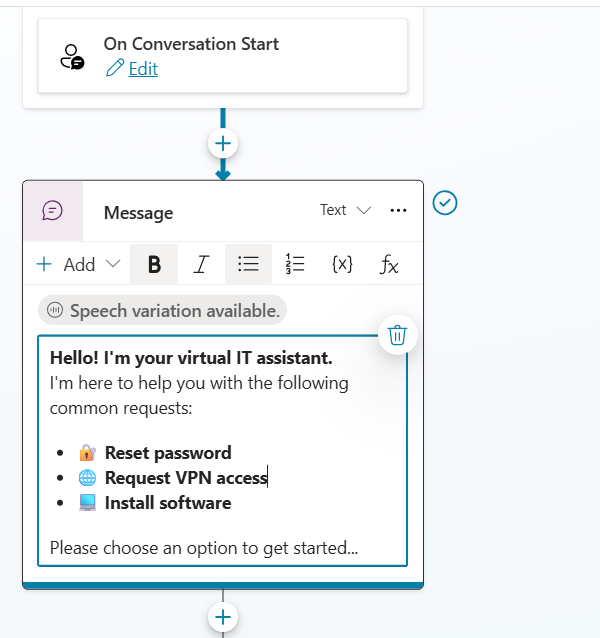 On Conversation Start
Edit
Message
Text
Add
B
I
{x}
fx
Speech variation available.
Hello! I'm your virtual IT assistant.
I'm here to help you with the following
common requests:
• 🔐 Reset password
• 🌐 Request VPN access
• 💻 Install software
Please choose an option to get started...